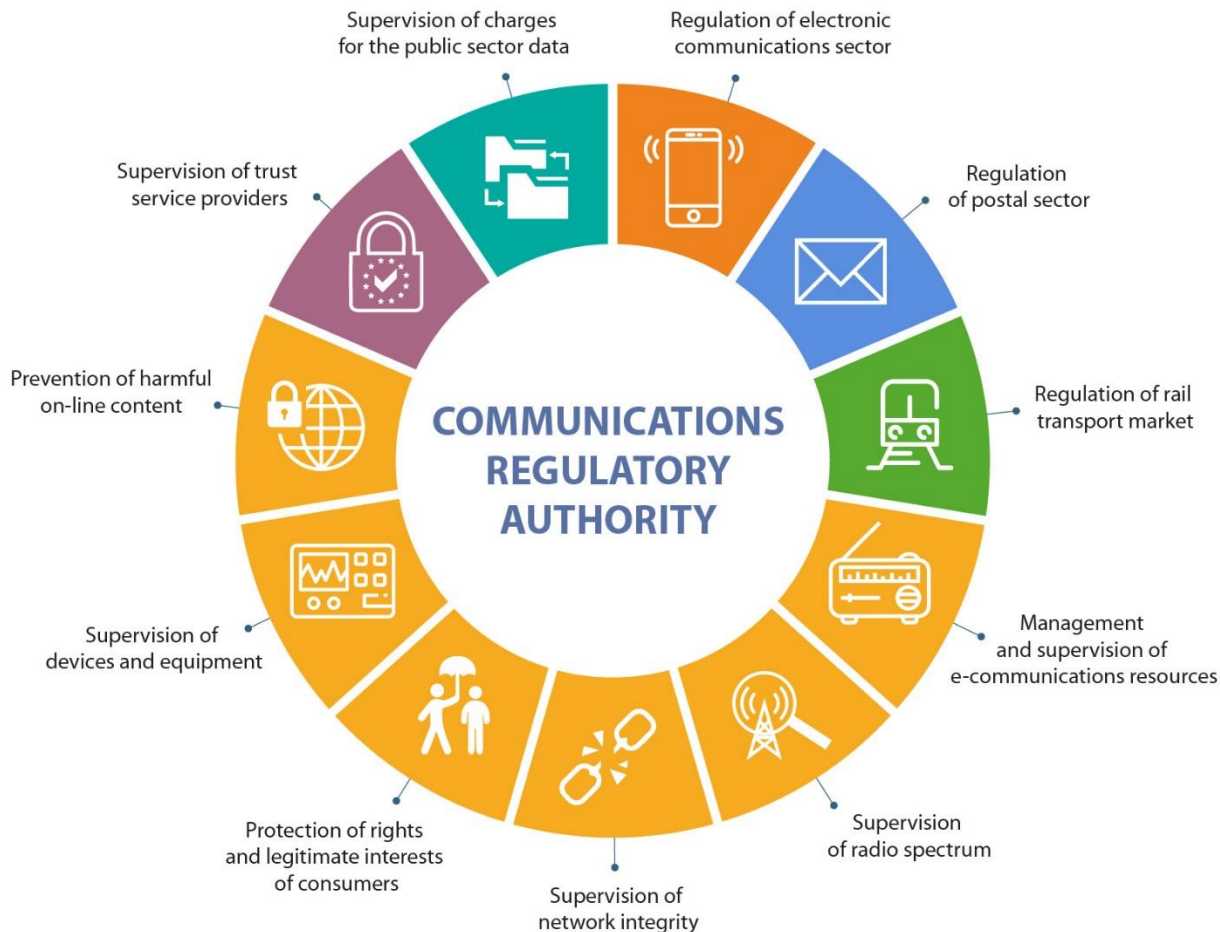 Supervision of charges
for the public sector data
Regulation of electronic
communications sector
Supervision of trust
service providers
Regulation
of postal sector
Prevention of harmful
on-line content
COMMUNICATIONS
REGULATORY
AUTHORITY
Regulation of rail
transport market
Supervision of
devices and equipment
Management
and supervision of
e-communications resources
Protection of rights
and legitimate interests
of consumers
Supervision
of radio spectrum
Supervision of
network integrity